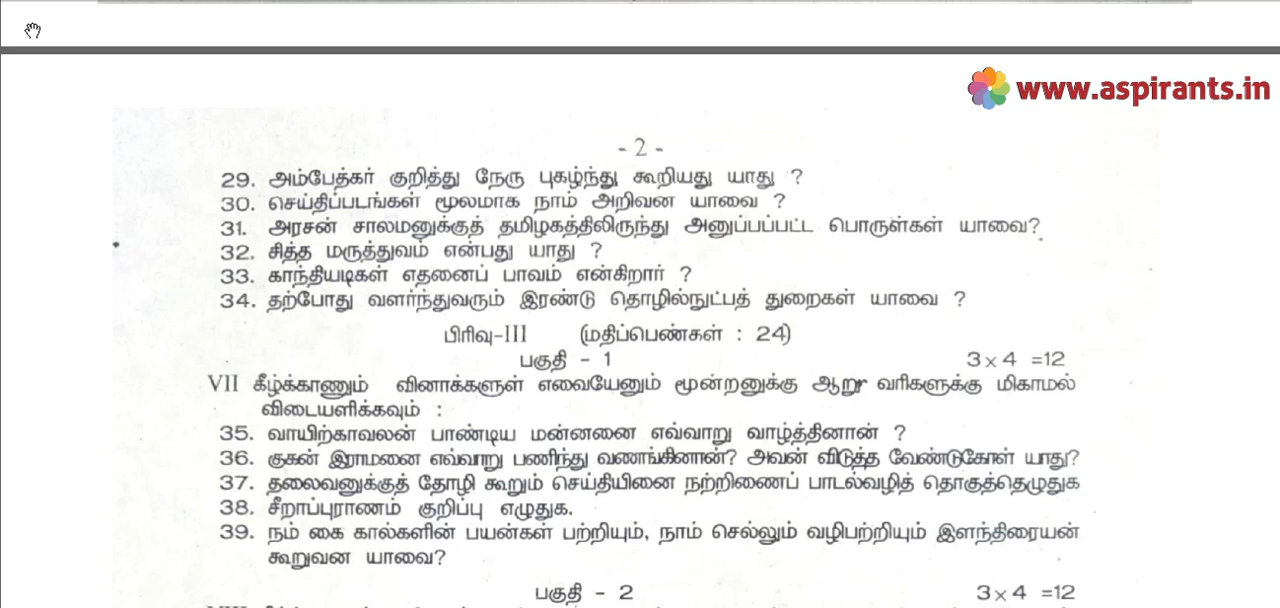 www.aspirants.in
- 2 -
29. அம்பேத்கர் குறித்து நேரு புகழ்ந்து கூறியது யாது ?
30. செய்திப்படங்கள் மூலமாக நாம் அறிவன யாவை ?
31. அரசன் சாலமனுக்குத் தமிழகத்திலிருந்து அனுப்பப்பட்ட பொருள்கள் யாவை?
32. சித்த மருத்துவம் என்பது யாது ?
33. காந்தியடிகள் எதனைப் பாவம் என்கிறார் ?
34. தற்போது வளர்ந்துவரும் இரண்டு தொழில்நுட்பத் துறைகள் யாவை ?
பிரிவு-III (மதிப்பெண்கள் : 24)
பகுதி - 1 3 × 4 =12
VII கீழ்க்காணும் வினாக்களுள் எவையேனும் மூன்றனுக்கு ஆறு வரிகளுக்கு மிகாமல்
விடையளிக்கவும் :
35. வாயிற்காவலன் பாண்டிய மன்னனை எவ்வாறு வாழ்த்தினான் ?
36. குகன் இராமனை எவ்வாறு பணிந்து வணங்கினான்? அவன் விடுத்த வேண்டுகோள் யாது?
37. தலைவனுக்குத் தோழி கூறும் செய்தியினை நற்றிணைப் பாடல்வழித் தொகுத்தெழுதுக
38. சீறாப்புராணம் குறிப்பு எழுதுக.
39. நம் கை கால்களின் பயன்கள் பற்றியும், நாம் செல்லும் வழிபற்றியும் இளந்திரையன்
கூறுவன யாவை?
பகுதி - 2 3 × 4 =12